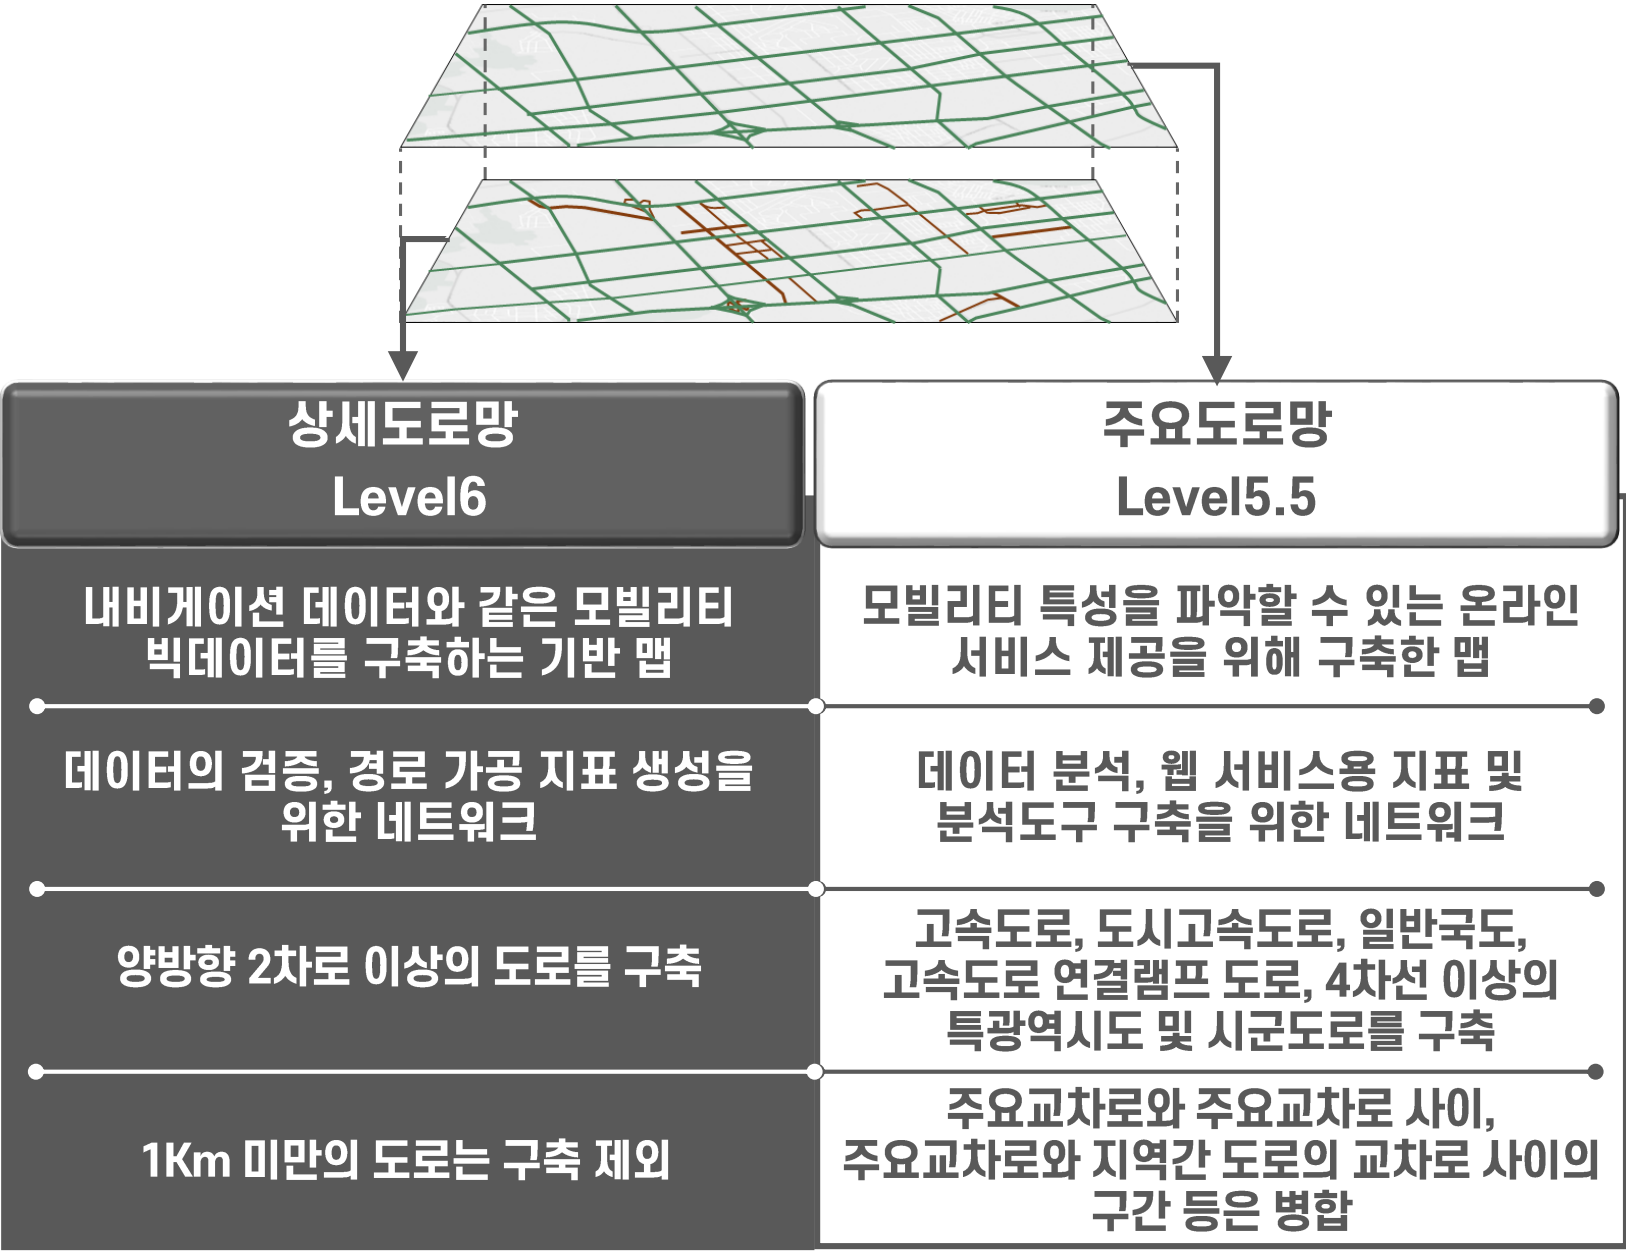 상세도로망
Level6
주요도로망
Level5.5
내비게이션 데이터와 같은 모빌리티
빅데이터를 구축하는 기반 맵
모빌리티 특성을 파악할 수 있는 온라인
서비스 제공을 위해 구축한 맵
데이터의 검증, 경로 가공 지표 생성을
위한 네트워크
데이터 분석, 웹 서비스용 지표 및
분석도구 구축을 위한 네트워크
양방향 2차로 이상의 도로를 구축
고속도로, 도시고속도로, 일반국도,
고속도로 연결램프 도로, 4차선 이상의
특광역시도 및 시군도로를 구축
1Km 미만의 도로는 구축 제외
주요교차로와 주요교차로 사이,
주요교차로와 지역간 도로의 교차로 사이의
구간 등은 병합